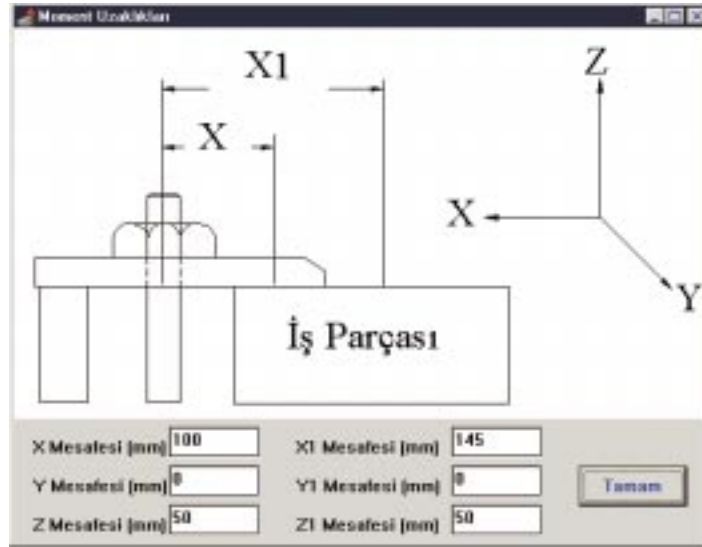 Moment Uzaklıkları
X1
X
Z
X
Y
İş Parçası
X Mesafesi (mm) 100 X1 Mesafesi (mm) 145
Y Mesafesi (mm) 0 Y1 Mesafesi (mm) 0
Z Mesafesi (mm) 50 Z1 Mesafesi (mm) 50
Tamam